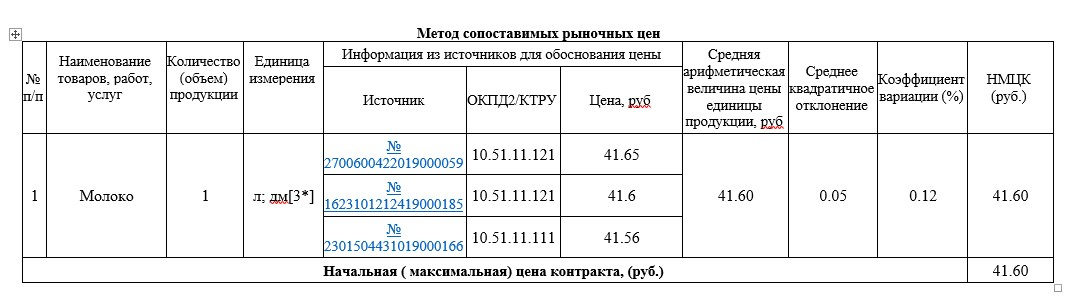 Метод сопоставимых рыночных цен
№
п/п
Наименование
товаров, работ,
услуг
Количество
(объем)
продукции
Единица
измерения
Информация из источников для обоснования цены
Источник
ОКПД2/КТРУ
Цена, руб
Средняя
арифметическая
величина цены
единицы
продукции, руб
Среднее
квадратичное
отклонение
Коэффициент
вариации (%)
НМЦК
(руб.)
1
Молоко
1
л; дм[3*]
№
2700600422019000059
10.51.11.121
41.65
№
1623101212419000185
10.51.11.121
41.6
№
2301504431019000166
10.51.11.111
41.56
41.60
0.05
0.12
41.60
Начальная ( максимальная) цена контракта, (руб.)
41.60